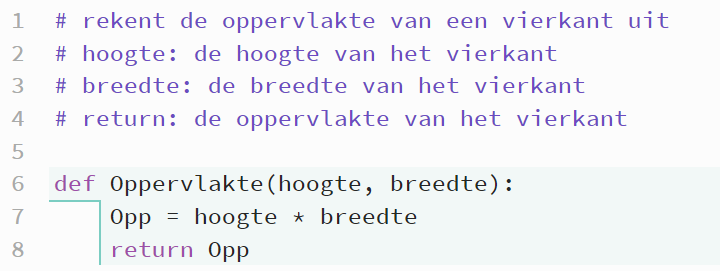 1 # rekent de oppervlakte van een vierkant uit
2 # hoogte: de hoogte van het vierkant
3 # breedte: de breedte van het vierkant
4 # return: de oppervlakte van het vierkant
5
6 def Oppervlakte(hoogte, breedte):
7     Opp = hoogte * breedte
8     return Opp